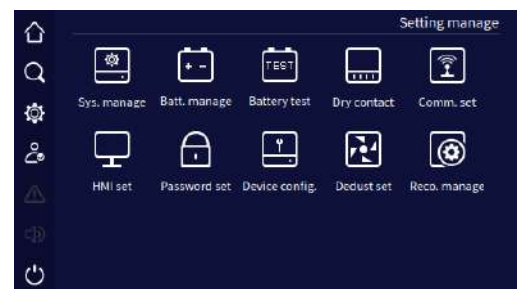 Setting manage
TEST
Sys. manage Batt. manage Battery test Dry contact Comm. set
HMI set Password set Device config. Dedust set Reco. manage